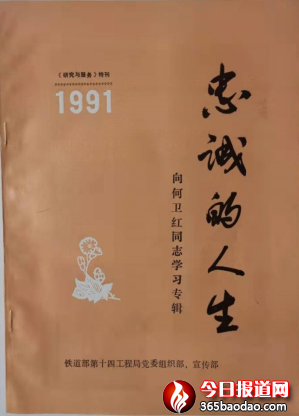 《研究与服务》特刊
1991
忠诚的人生
向何卫红同志学习专辑
铁道部第十四工程局党委组织部、宣传部
今日报道网
365baodao.com